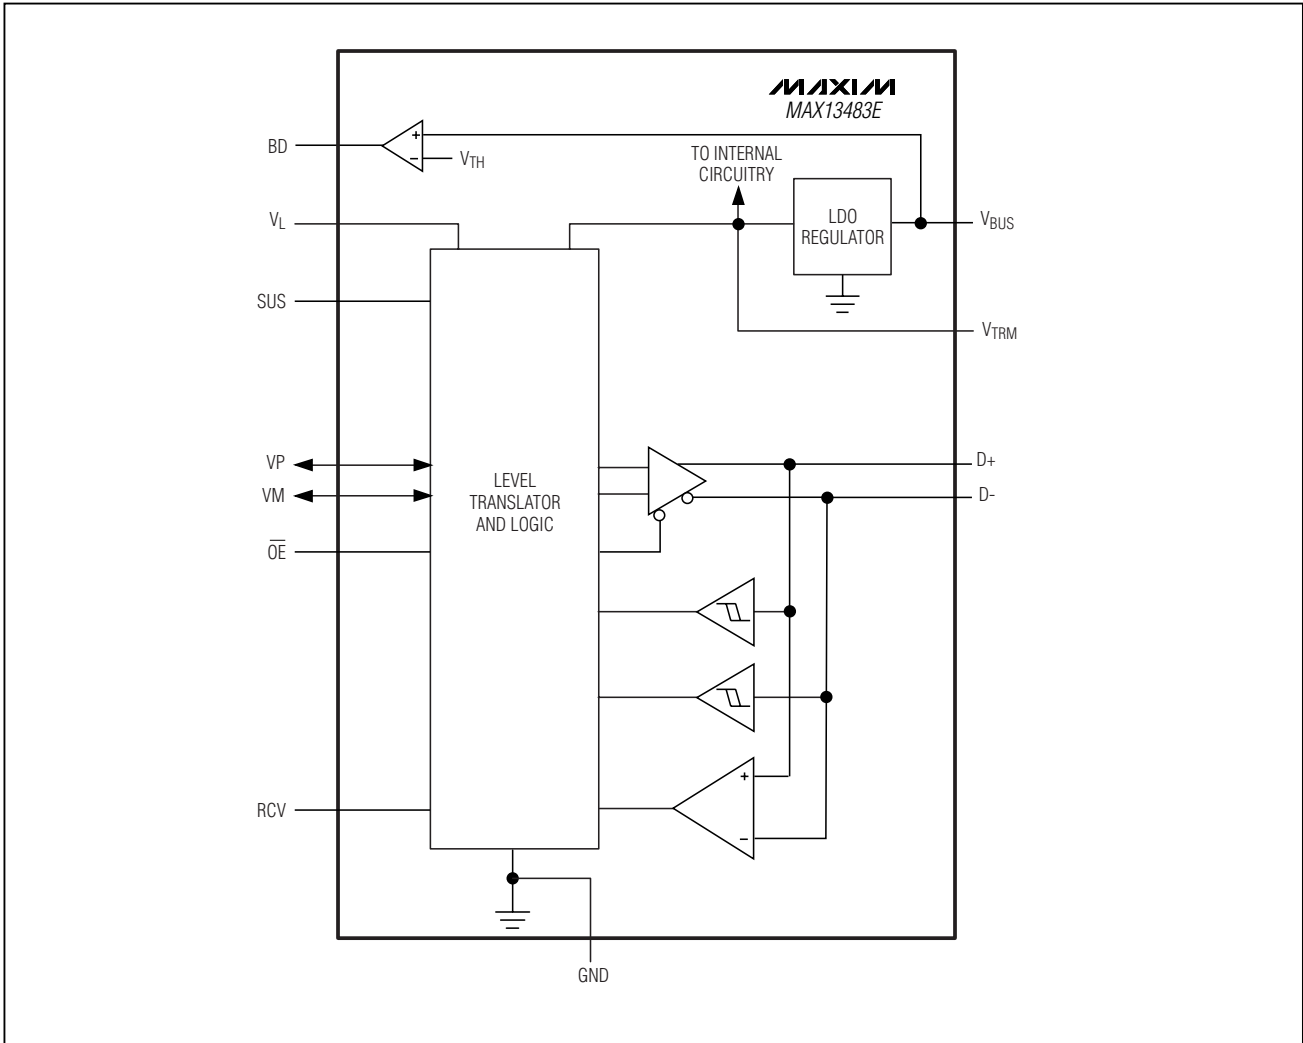 MAXIM
MAX13483E
BD
+
−
VTH
TO INTERNAL
CIRCUITRY
VL
LDO
REGULATOR
VBUS
SUS
VTRM
VP
D+
VM
D-
LEVEL
TRANSLATOR
AND LOGIC
O̅E̅
+
−
RCV
GND